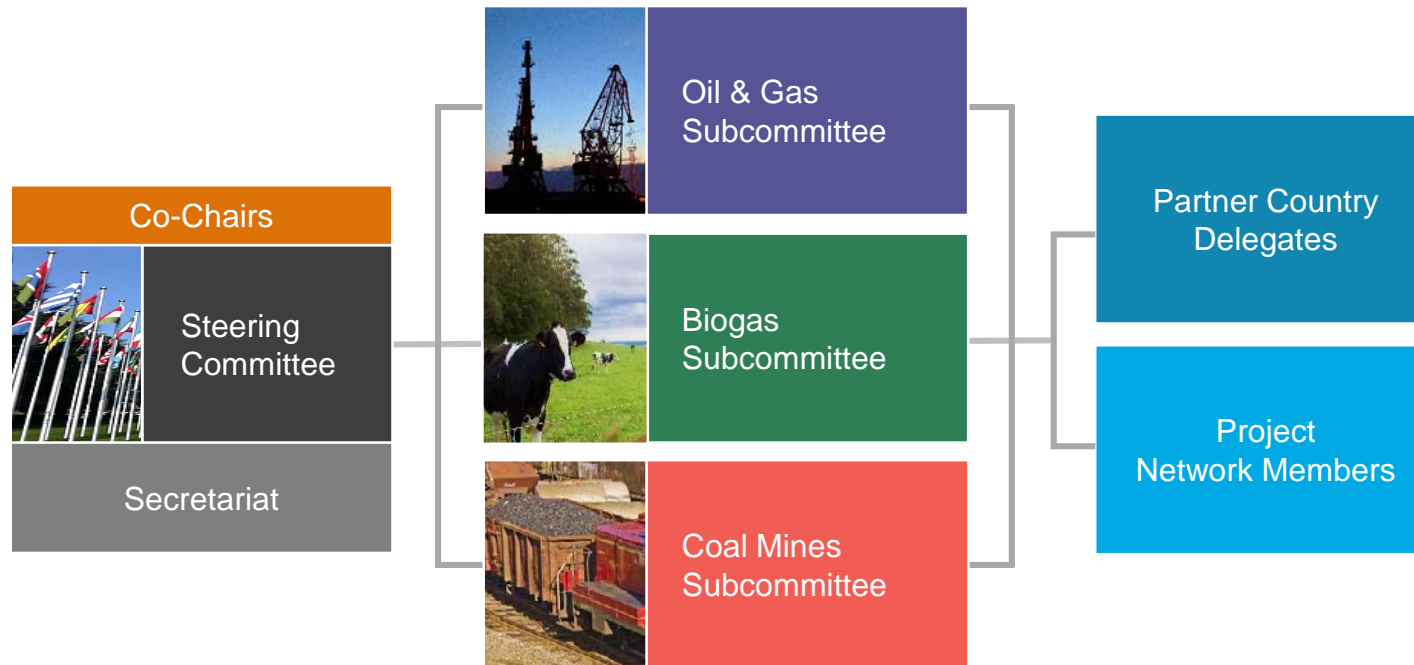 Co-Chairs
Steering
Committee
Secretariat
Oil & Gas
Subcommittee
Biogas
Subcommittee
Coal Mines
Subcommittee
Partner Country
Delegates
Project
Network Members